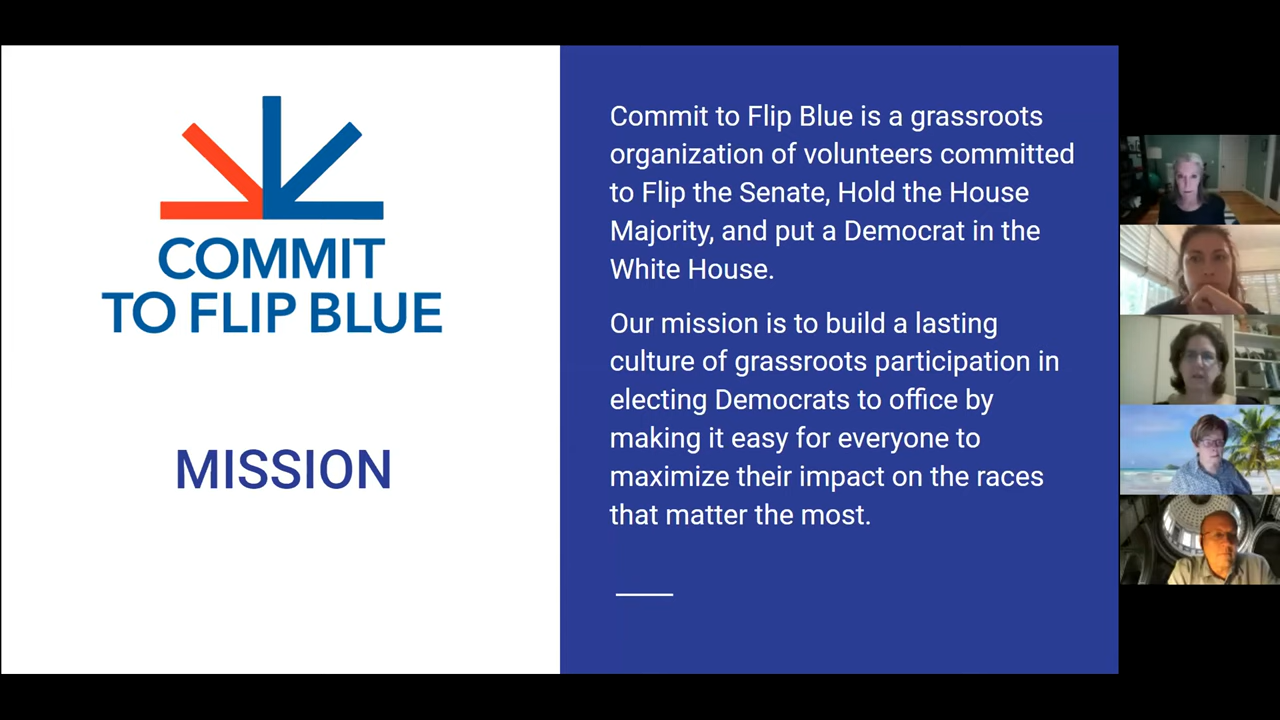 COMMIT
TO FLIP BLUE
MISSION
Commit to Flip Blue is a grassroots
organization of volunteers committed
to Flip the Senate, Hold the House
Majority, and put a Democrat in the
White House.
Our mission is to build a lasting
culture of grassroots participation in
electing Democrats to office by
making it easy for everyone to
maximize their impact on the races
that matter the most.